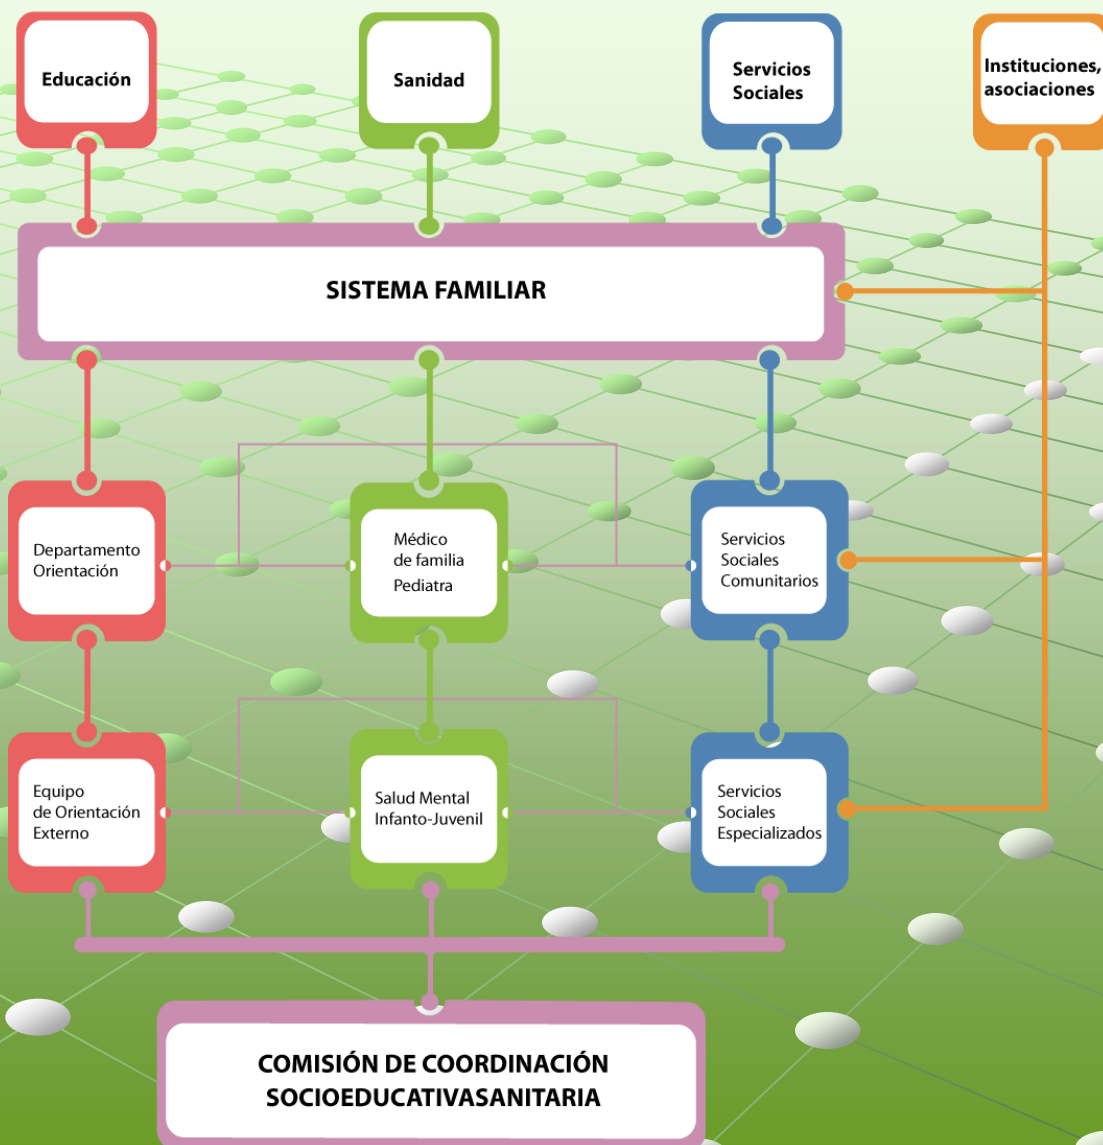 Educación
Sanidad
Servicios
Sociales
Instituciones,
asociaciones
SISTEMA FAMILIAR
Departamento
Orientación
Médico
de familia
Pediatra
Servicios
Sociales
Comunitarios
Equipo
de Orientación
Externo
Salud Mental
Infanto-Juvenil
Servicios
Sociales
Especializados
COMISIÓN DE COORDINACIÓN
SOCIOEDUCATIVASANITARIA